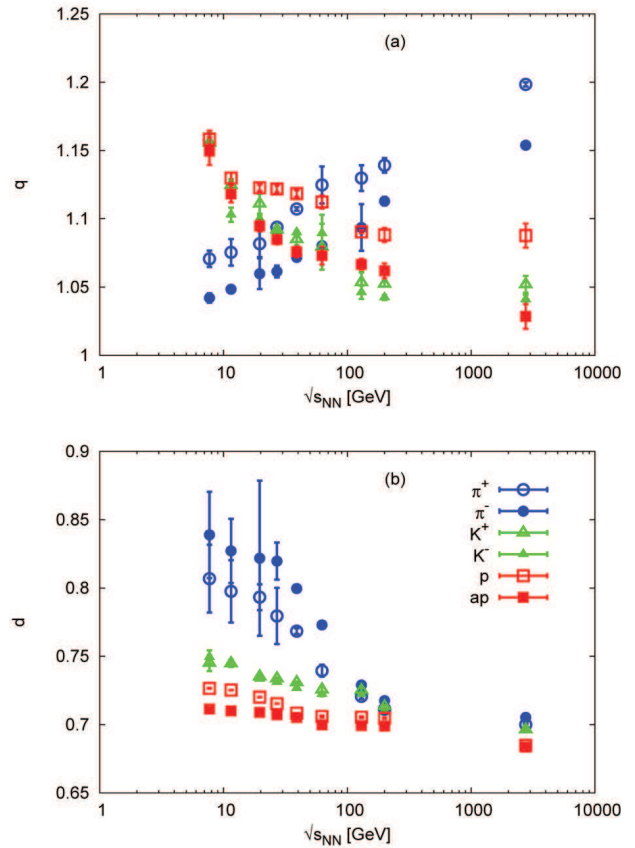 (a)
1.25
1.2
1.15
1.1
1.05
1
q
1 10 100 1000 10000
√sNN [GeV]
(b)
0.9
0.85
0.8
0.75
0.7
0.65
d
π+
π-
K+
K-
p
ap
1 10 100 1000 10000
√sNN [GeV]